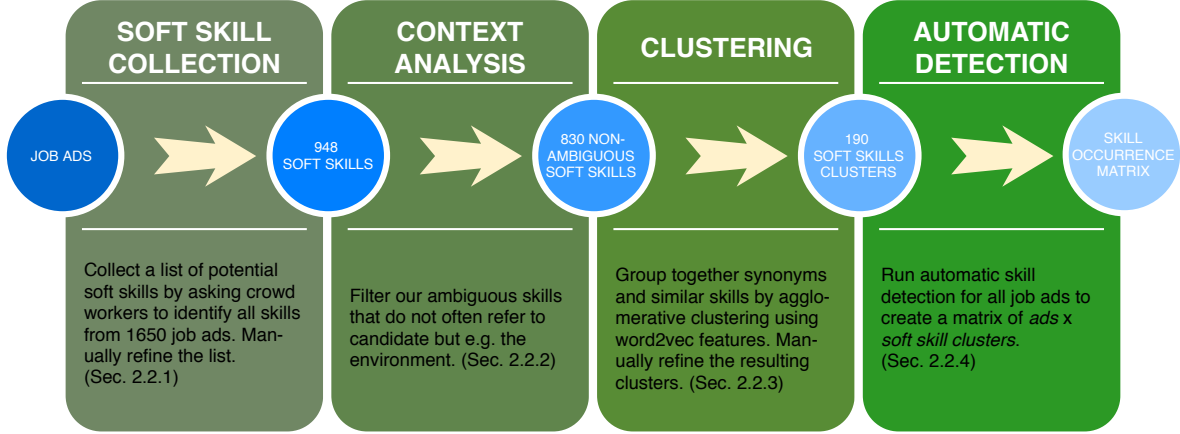 SOFT SKILL
COLLECTION
CONTEXT
ANALYSIS
CLUSTERING
AUTOMATIC
DETECTION
JOB ADS
948
SOFT SKILLS
830 NON-
AMBIGUOUS
SOFT SKILLS
190
SOFT SKILLS
CLUSTERS
SKILL
OCCURRENCE
MATRIX
Collect a list of potential
soft skills by asking crowd
workers to identify all skills
from 1650 job ads. Man-
ually refine the list.
(Sec. 2.2.1)
Filter our ambiguous skills
that do not often refer to
candidate but e.g. the
environment. (Sec. 2.2.2)
Group together synonyms
and similar skills by agglo-
merative clustering using
word2vec features. Man-
ually refine the resulting
clusters. (Sec. 2.2.3)
Run automatic skill
detection for all job ads to
create a matrix of ads x
soft skill clusters.
(Sec. 2.2.4)